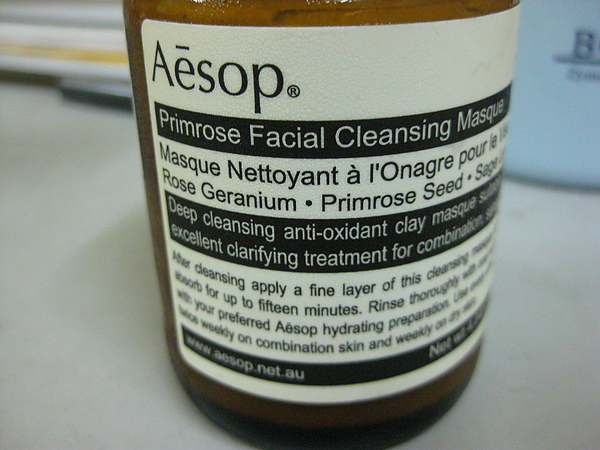 Aēsop®
Primrose Facial Cleansing Masque
Masque Nettoyant à l'Onagre pour le
Rose Geranium • Primrose Seed • Sage
Deep cleansing anti-oxidant clay masque
excellent clarifying treatment for combination,
After cleansing apply a fine layer of this cleansing
absorb for up to fifteen minutes. Rinse thoroughly with
with your preferred Aēsop hydrating preparation. Use
twice weekly on combination skin and weekly on dry
www.aesop.net.au
Net
B